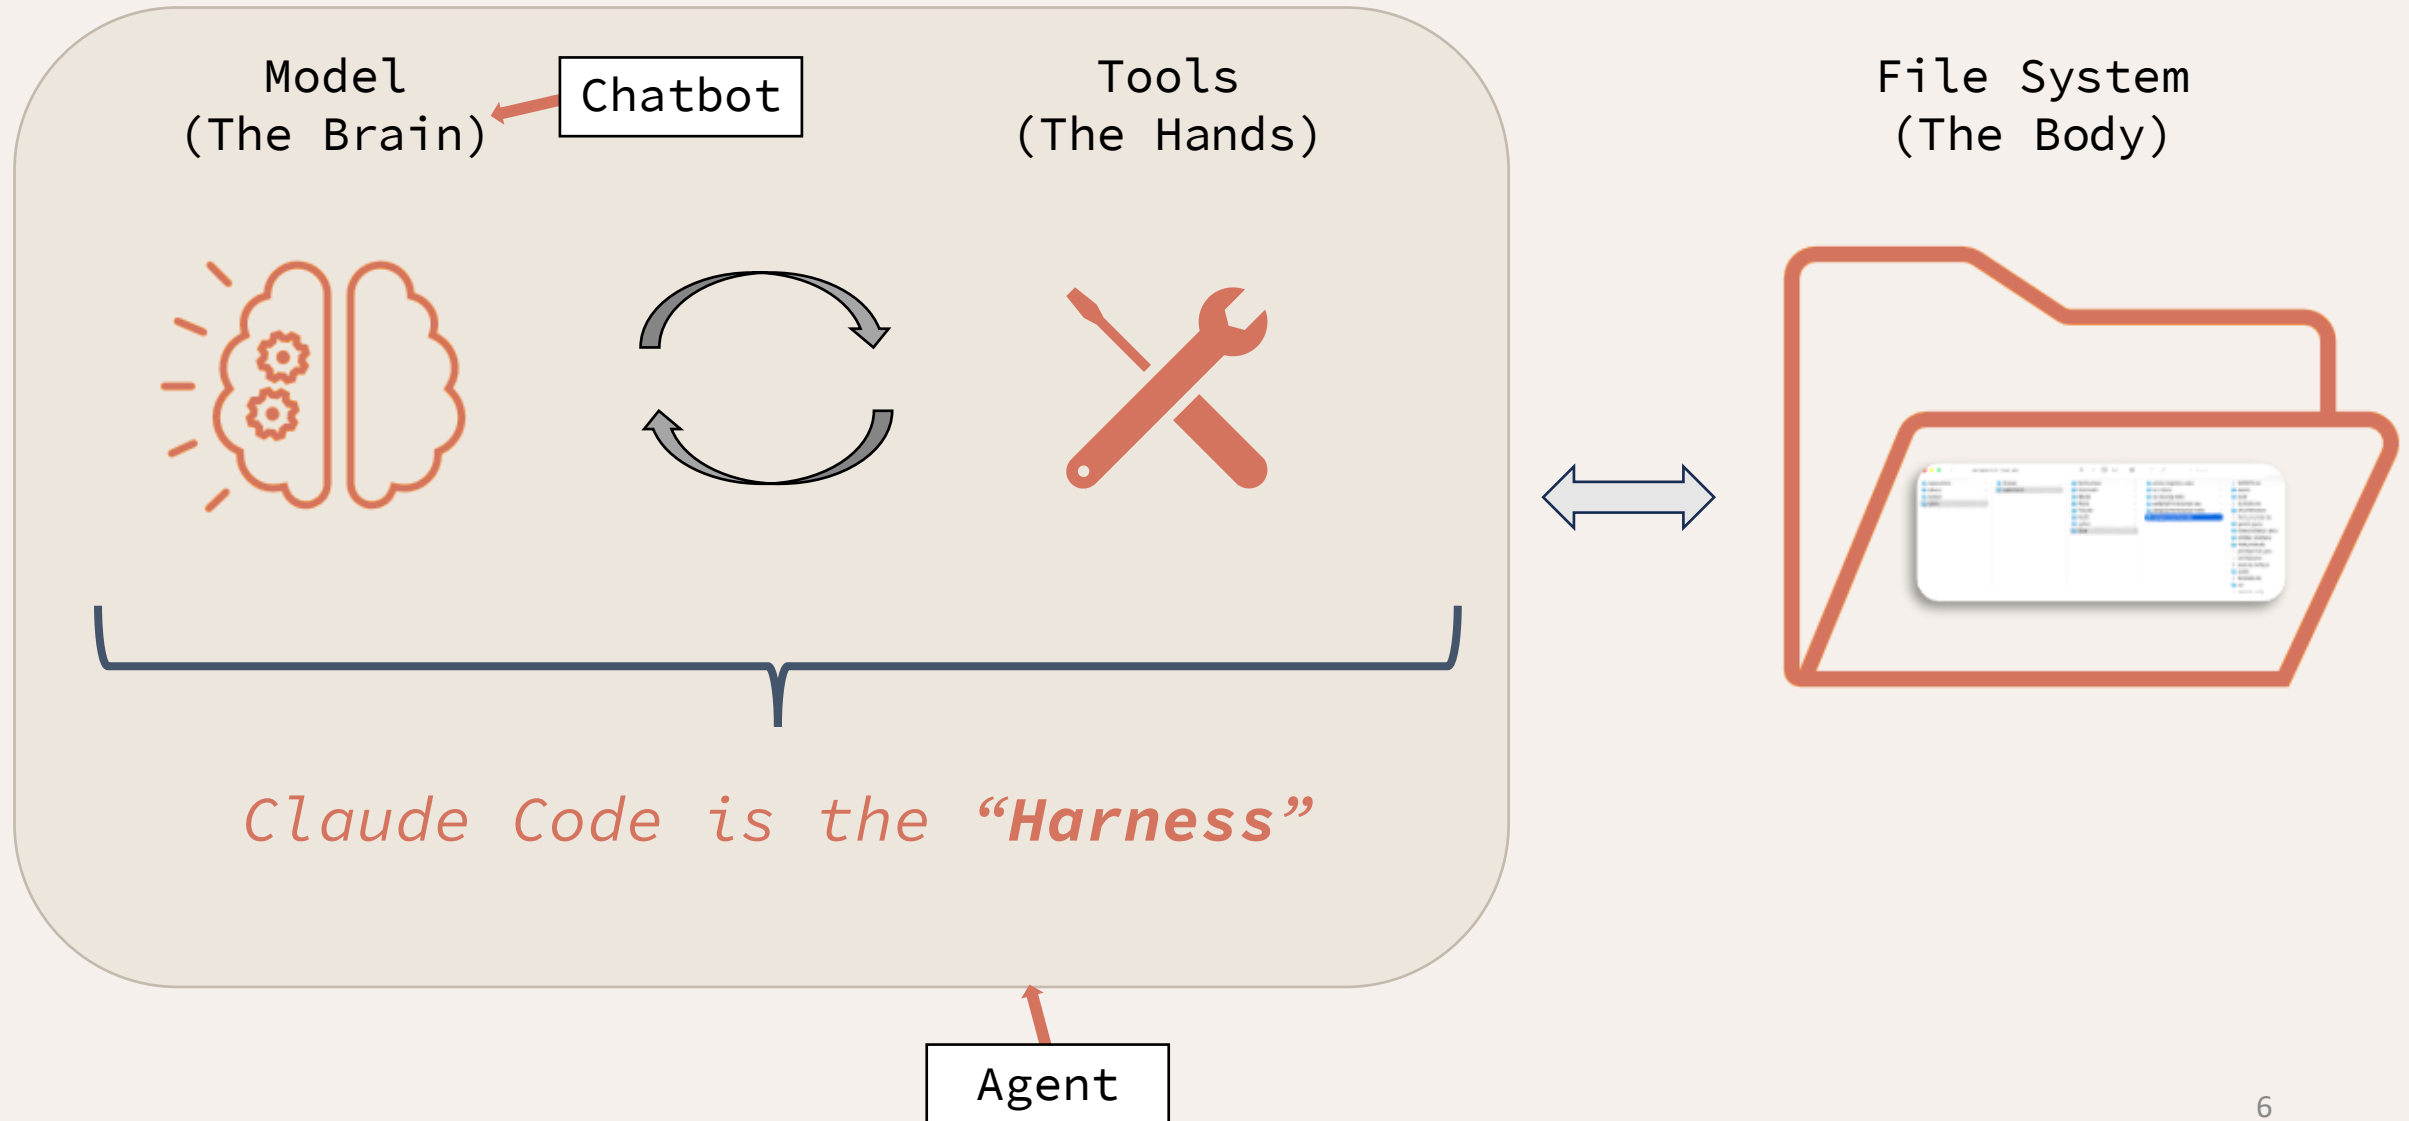 Model
(The Brain)
Chatbot
Tools
(The Hands)
File System
(The Body)
Claude Code is the “Harness”
Agent
6